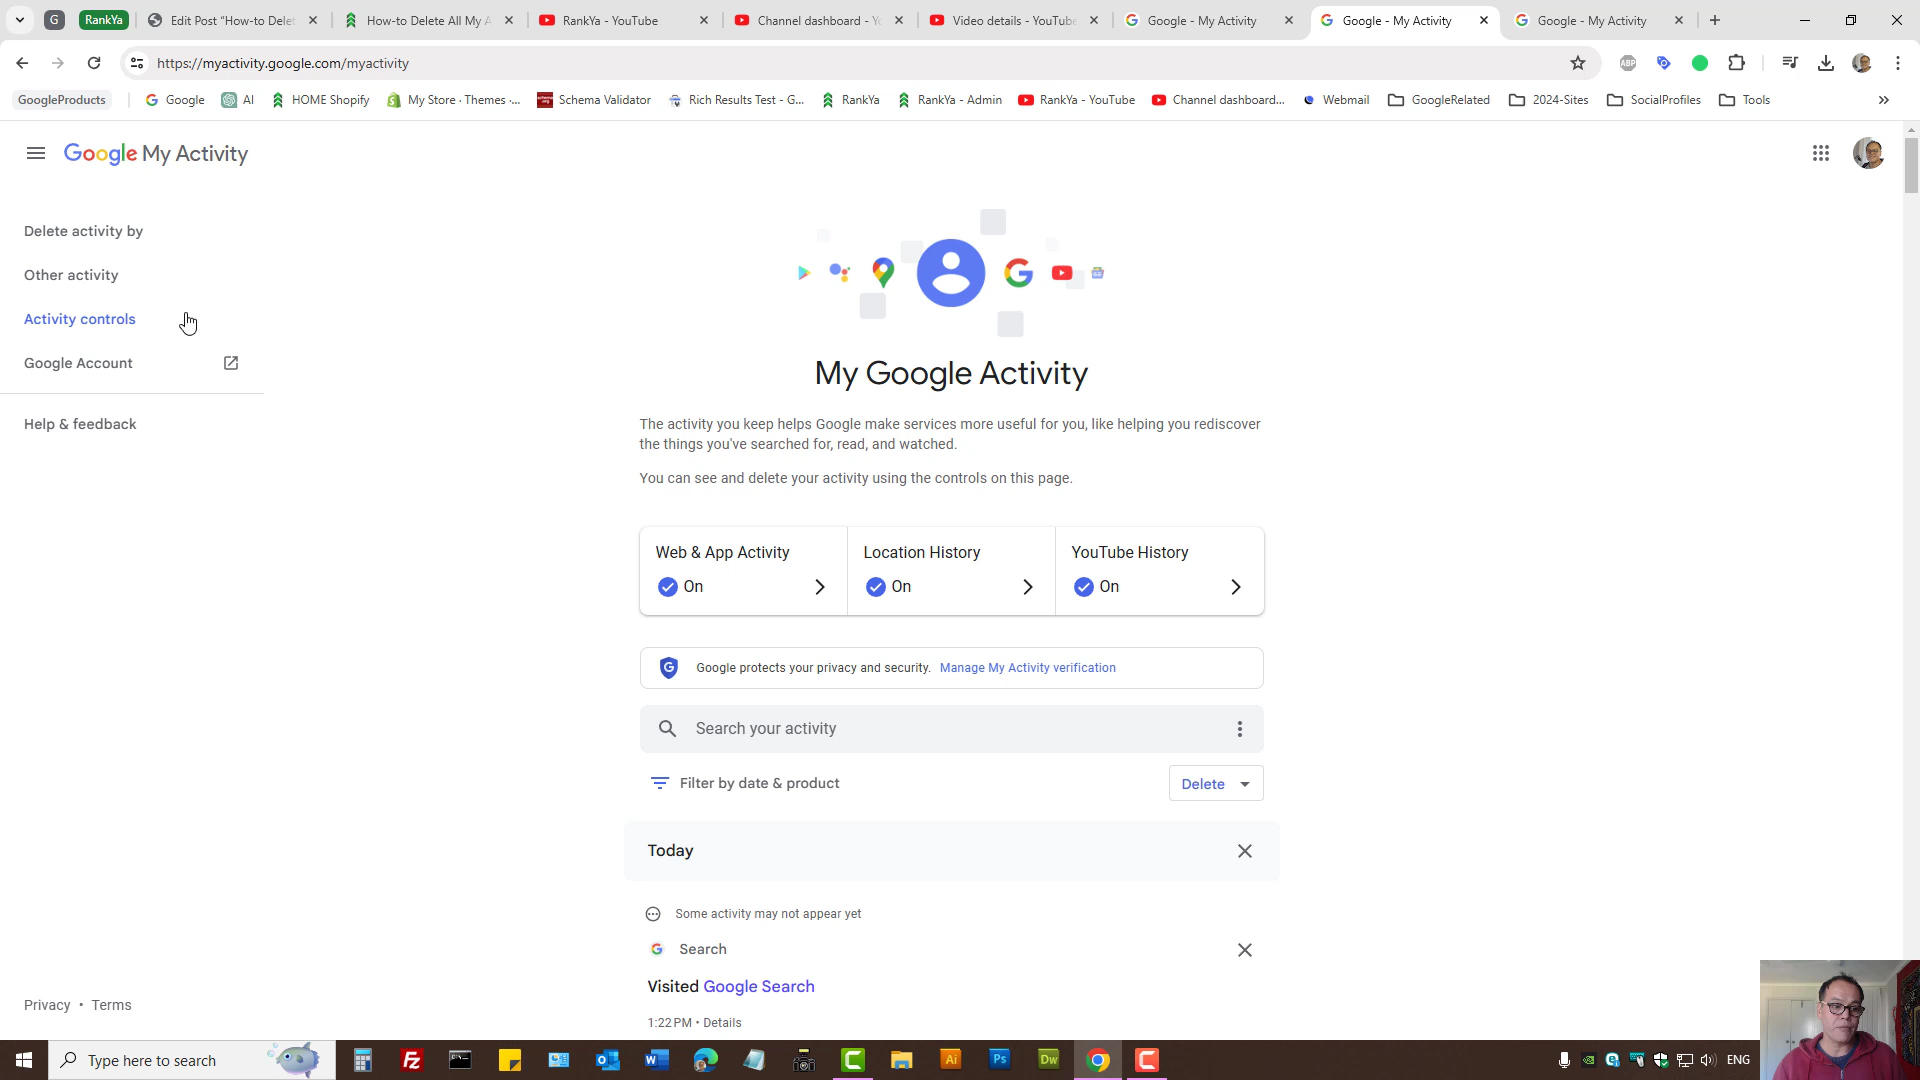 G
RankYa
Edit Post "How-to Delet
How-to Delete All My A
RankYa - YouTube
Channel dashboard - Yo
Video details - YouTube
Google - My Activity
Google - My Activity
Google - My Activity
https://myactivity.google.com/myactivity
ABP
GoogleProducts
Google
AI
HOME Shopify
My Store · Themes ·...
Schema Validator
Rich Results Test - G...
RankYa
RankYa - Admin
RankYa - YouTube
Channel dashboard...
Webmail
GoogleRelated
2024-Sites
SocialProfiles
Tools
Google My Activity
Delete activity by
Other activity
Activity controls
Google Account
Help & feedback
My Google Activity
The activity you keep helps Google make services more useful for you, like helping you rediscover
the things you've searched for, read, and watched.
You can see and delete your activity using the controls on this page.
Web & App Activity
On
Location History
On
YouTube History
On
Google protects your privacy and security. Manage My Activity verification
Search your activity
Filter by date & product
Delete
Today
Some activity may not appear yet
Search
Visited Google Search
1:22 PM • Details
Privacy • Terms
Type here to search
Ai
Ps
Dw
ENG